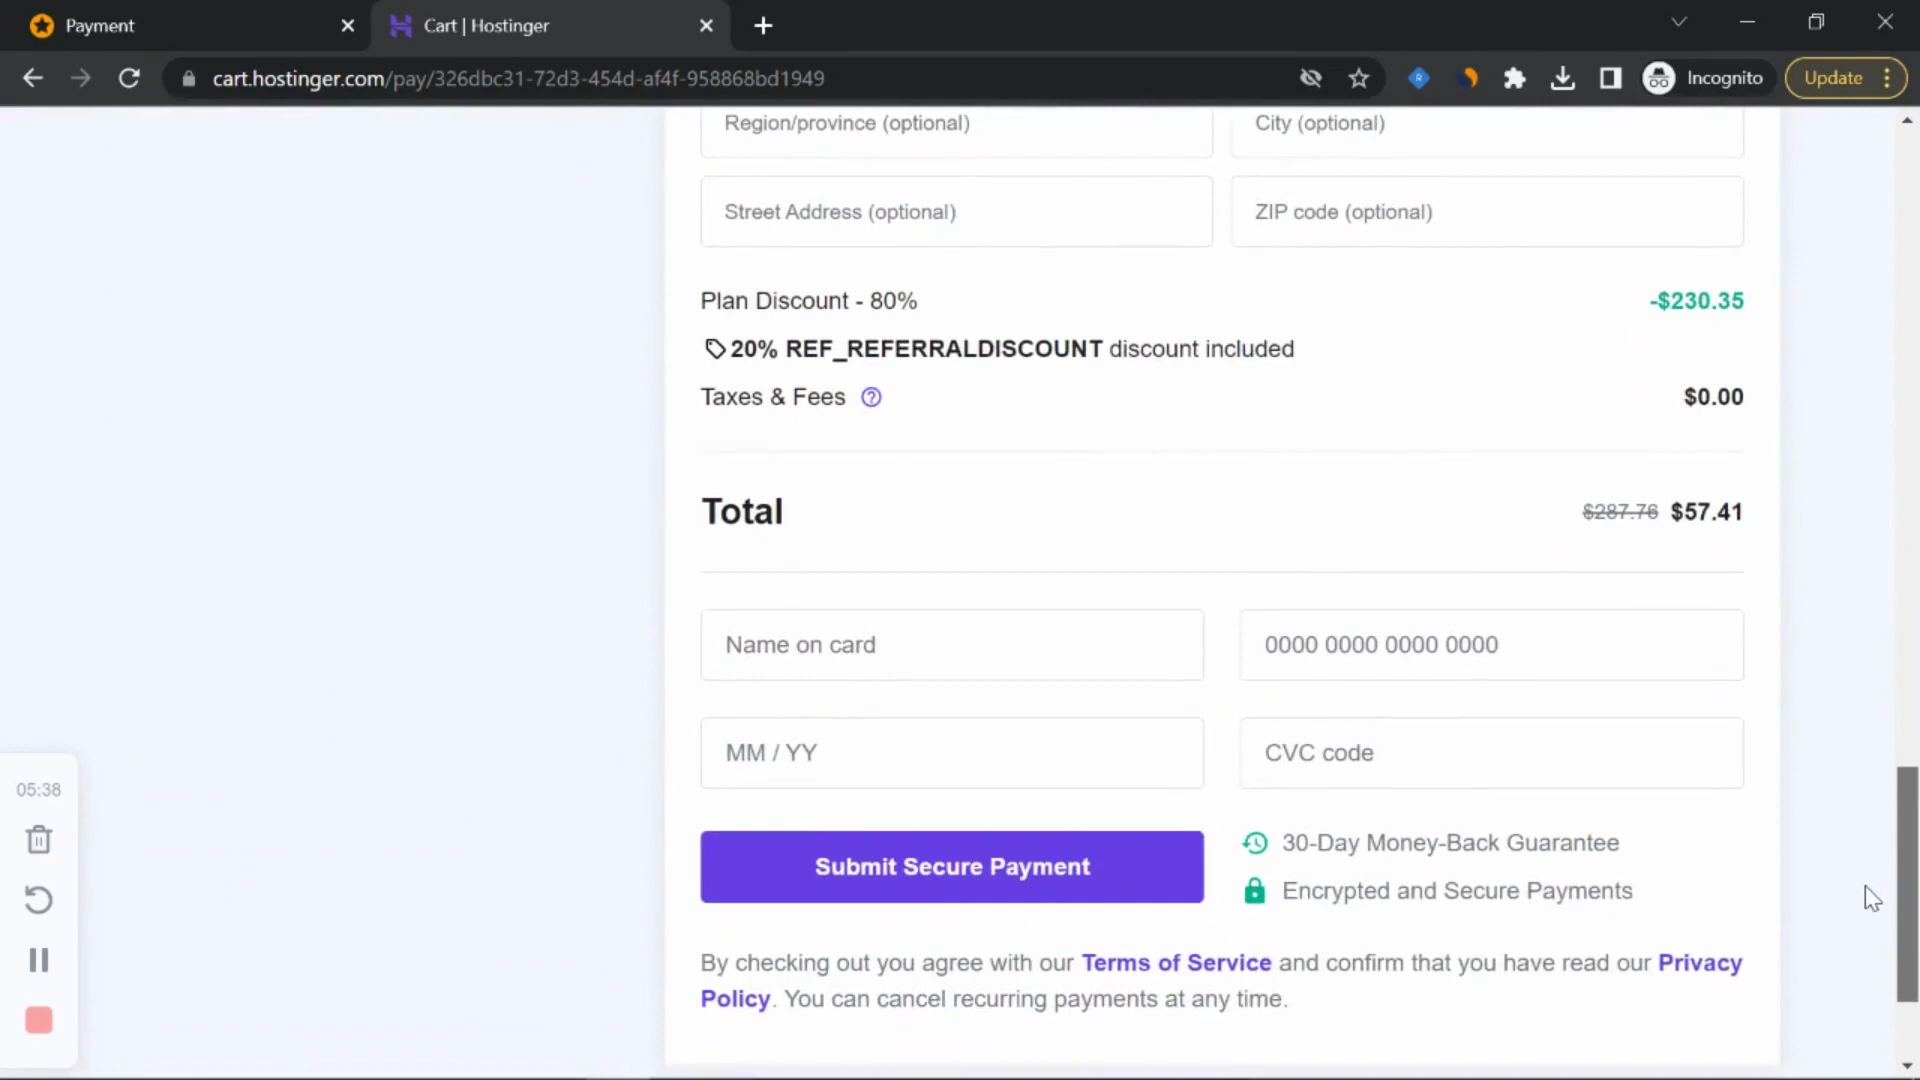 Payment
Cart | Hostinger
cart.hostinger.com/pay/326dbc31-72d3-454d-af4f-958868bd1949
Incognito
Update
Region/province (optional)
City (optional)
Street Address (optional)
ZIP code (optional)
Plan Discount - 80%
-$230.35
20% REF_REFERRALDISCOUNT discount included
Taxes & Fees ?
$0.00
Total
$287.76 $57.41
Name on card
0000 0000 0000 0000
MM / YY
CVC code
05:38
Submit Secure Payment
30-Day Money-Back Guarantee
Encrypted and Secure Payments
By checking out you agree with our Terms of Service and confirm that you have read our Privacy
Policy. You can cancel recurring payments at any time.